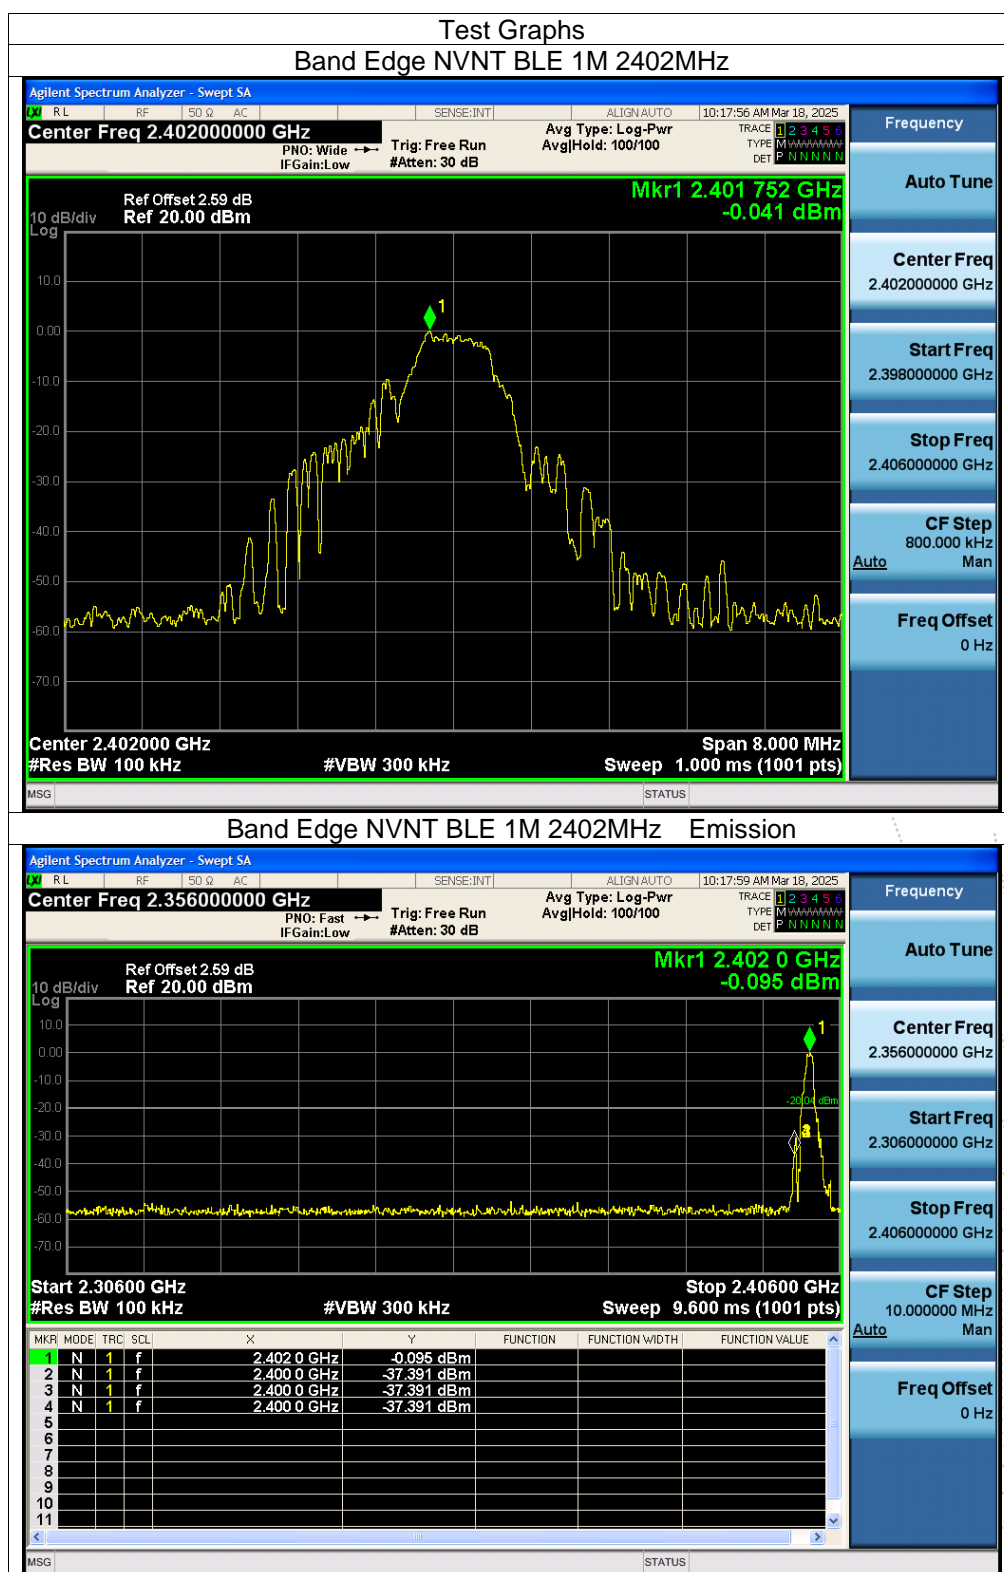 Test Graphs
Band Edge NVNT BLE 1M 2402MHz
Agilent Spectrum Analyzer - Swept SA
LXI RL RF 50 Ω AC SENSE:INT ALIGN AUTO 10:17:56 AM Mar 18, 2025
Center Freq 2.402000000 GHz
PNO: Wide
IFGain:Low
Trig: Free Run
#Atten: 30 dB
Avg Type: Log-Pwr
Avg|Hold: 100/100
TRACE 1 2 3 4 5 6
TYPE M
DET P N N N N N
Frequency
Mkr1 2.401 752 GHz
-0.041 dBm
Ref Offset 2.59 dB
10 dB/div Ref 20.00 dBm
Log
10.0
0.00
-10.0
-20.0
-30.0
-40.0
-50.0
-60.0
-70.0
1
Center 2.402000 GHz Span 8.000 MHz
#Res BW 100 kHz #VBW 300 kHz Sweep 1.000 ms (1001 pts)
MSG STATUS
Auto Tune
Center Freq
2.402000000 GHz
Start Freq
2.398000000 GHz
Stop Freq
2.406000000 GHz
CF Step
800.000 kHz
Auto Man
Freq Offset
0 Hz
Band Edge NVNT BLE 1M 2402MHz Emission
Agilent Spectrum Analyzer - Swept SA
LXI RL RF 50 Ω AC SENSE:INT ALIGN AUTO 10:17:59 AM Mar 18, 2025
Center Freq 2.356000000 GHz
PNO: Fast
IFGain:Low
Trig: Free Run
#Atten: 30 dB
Avg Type: Log-Pwr
Avg|Hold: 100/100
TRACE 1 2 3 4 5 6
TYPE M
DET P N N N N N
Frequency
Mkr1 2.402 0 GHz
-0.095 dBm
Ref Offset 2.59 dB
10 dB/div Ref 20.00 dBm
Log
10.0
0.00
-10.0
-20.0
-30.0
-40.0
-50.0
-60.0
-70.0
1
-20.04 dBm
Start 2.30600 GHz Stop 2.40600 GHz
#Res BW 100 kHz #VBW 300 kHz Sweep 9.600 ms (1001 pts)
MKR MODE TRC SCL X Y FUNCTION FUNCTION WIDTH FUNCTION VALUE
1 N 1 f 2.402 0 GHz -0.095 dBm
2 N 1 f 2.400 0 GHz -37.391 dBm
3 N 1 f 2.400 0 GHz -37.391 dBm
4 N 1 f 2.400 0 GHz -37.391 dBm
5
6
7
8
9
10
11
MSG STATUS
Auto Tune
Center Freq
2.356000000 GHz
Start Freq
2.306000000 GHz
Stop Freq
2.406000000 GHz
CF Step
10.000000 MHz
Auto Man
Freq Offset
0 Hz